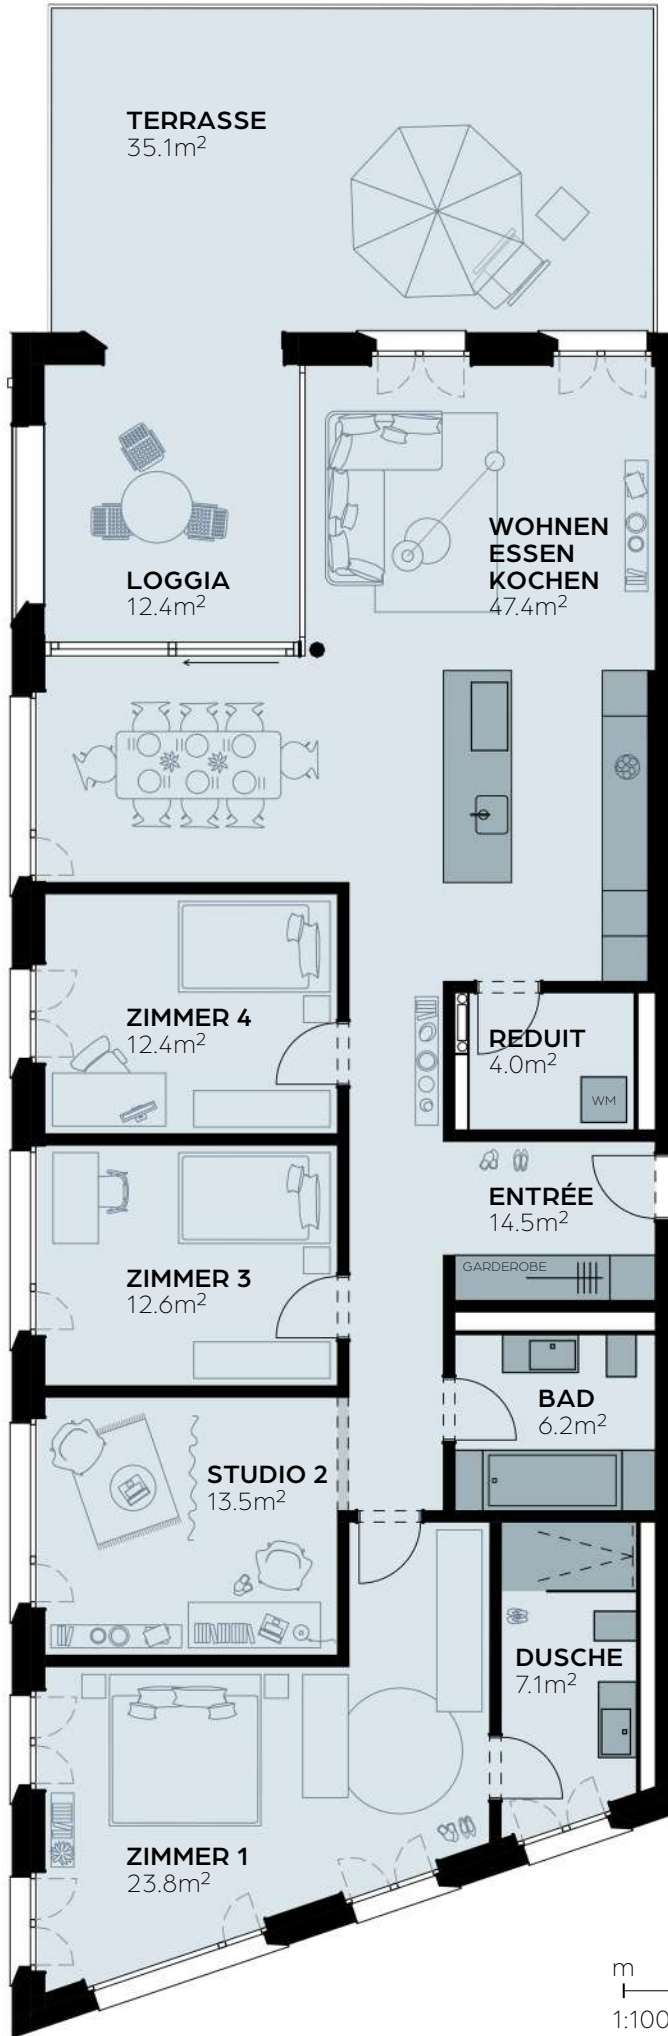 TERRASSE
35.1m²
WOHNEN
ESSEN
KOCHEN
47.4m²
LOGGIA
12.4m²
ZIMMER 4
12.4m²
REDUIT
4.0m²
WM
ENTRÉE
14.5m²
GARDEROBE
ZIMMER 3
12.6m²
BAD
6.2m²
STUDIO 2
13.5m²
DUSCHE
7.1m²
ZIMMER 1
23.8m²
m
1:100